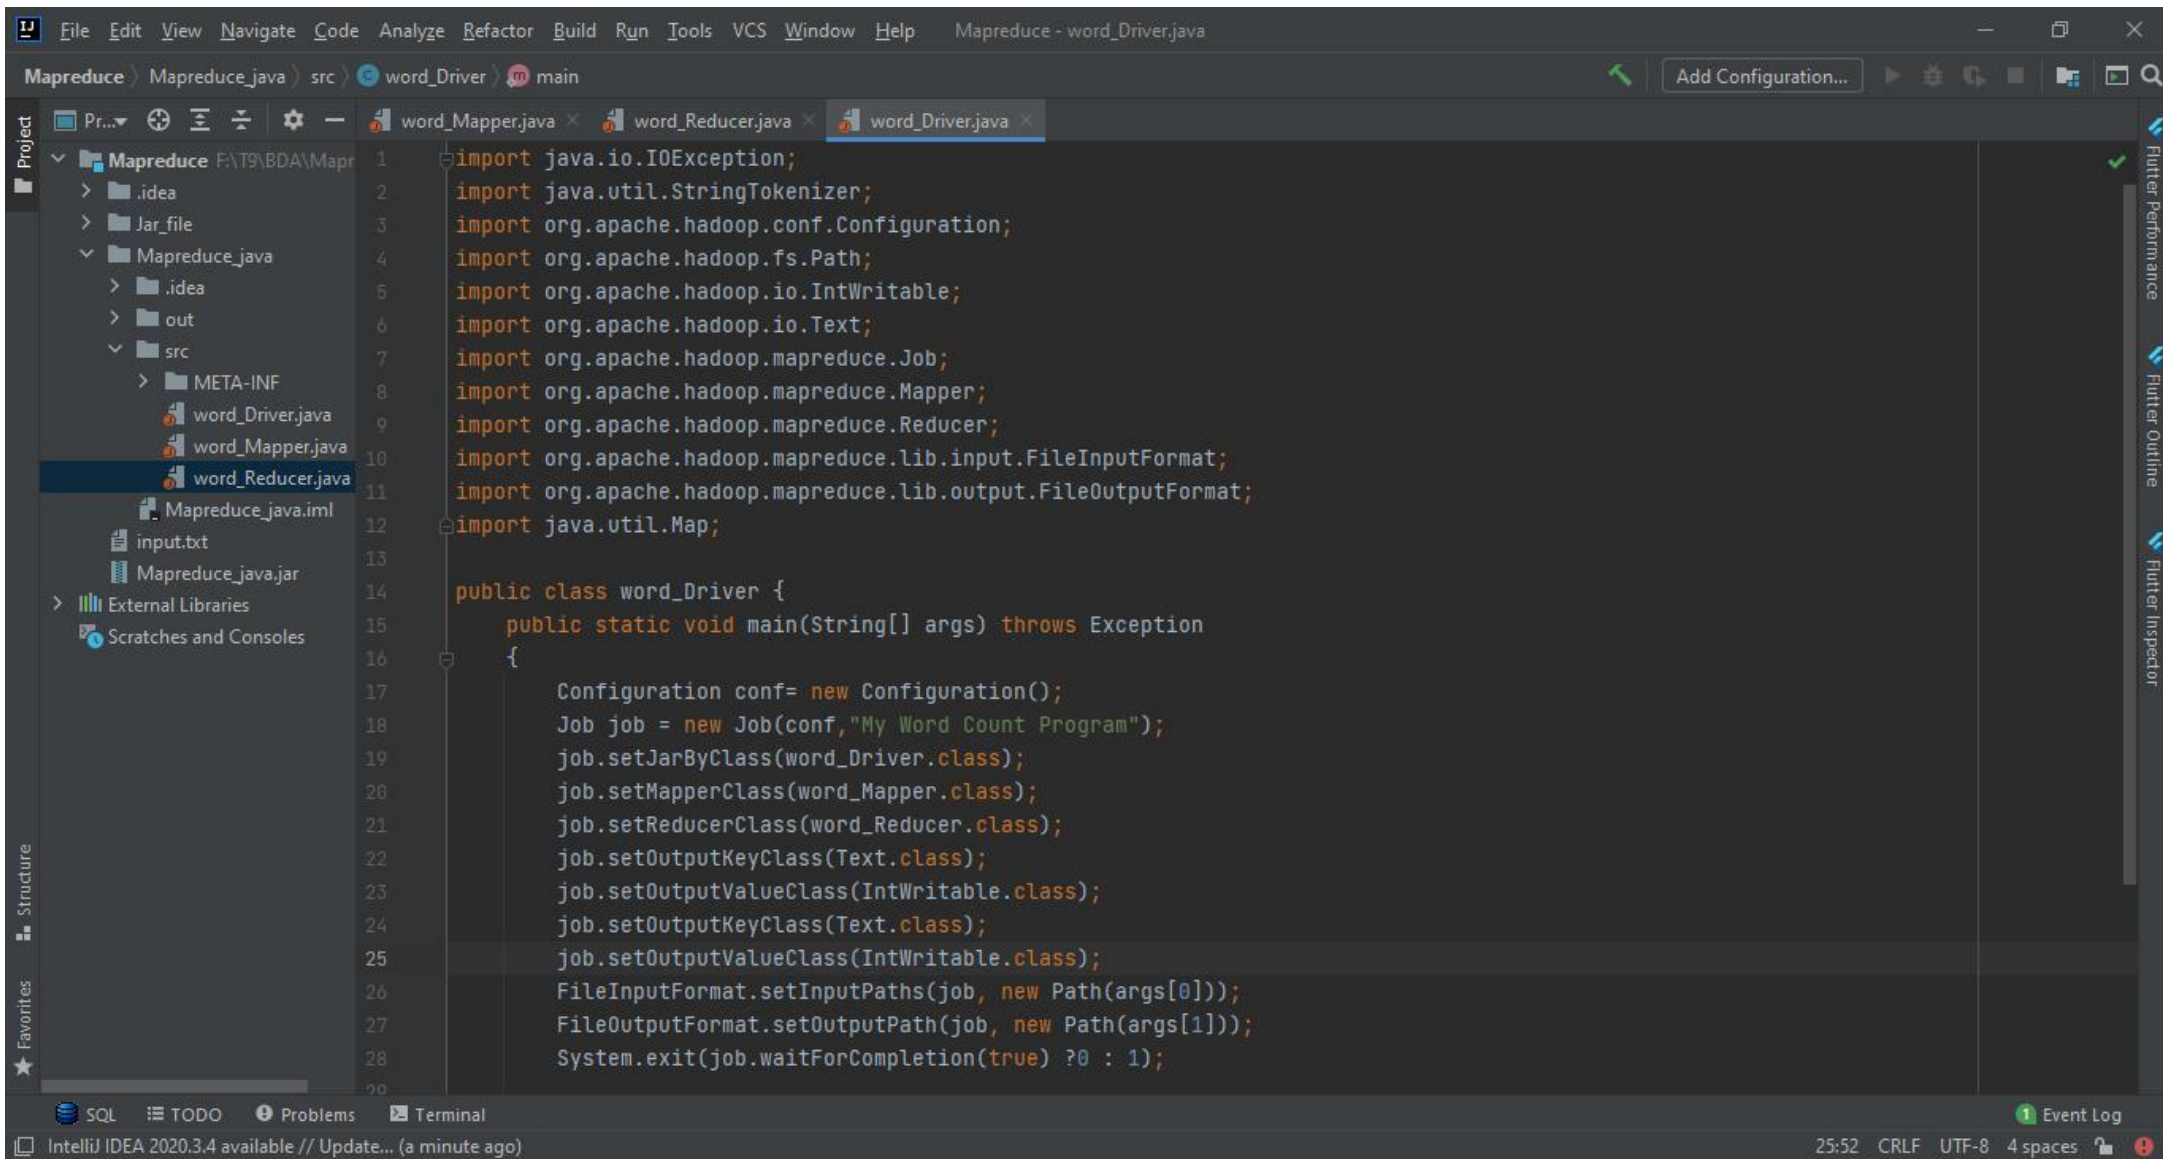 File Edit View Navigate Code Analyze Refactor Build Run Tools VCS Window Help Mapreduce - word_Driver.java
Mapreduce Mapreduce_java src word_Driver main Add Configuration...
Project
Pr...
word_Mapper.java word_Reducer.java word_Driver.java
Mapreduce F:\T9\BDA\Mapr
.idea
Jar_file
Mapreduce_java
.idea
out
src
META-INF
word_Driver.java
word_Mapper.java
word_Reducer.java
Mapreduce_java.iml
input.txt
Mapreduce_java.jar
External Libraries
Scratches and Consoles
Structure
Favorites
1 import java.io.IOException;
2 import java.util.StringTokenizer;
3 import org.apache.hadoop.conf.Configuration;
4 import org.apache.hadoop.fs.Path;
5 import org.apache.hadoop.io.IntWritable;
6 import org.apache.hadoop.io.Text;
7 import org.apache.hadoop.mapreduce.Job;
8 import org.apache.hadoop.mapreduce.Mapper;
9 import org.apache.hadoop.mapreduce.Reducer;
10 import org.apache.hadoop.mapreduce.lib.input.FileInputFormat;
11 import org.apache.hadoop.mapreduce.lib.output.FileOutputFormat;
12 import java.util.Map;
13
14 public class word_Driver {
15 public static void main(String[] args) throws Exception
16 {
17 Configuration conf= new Configuration();
18 Job job = new Job(conf,"My Word Count Program");
19 job.setJarByClass(word_Driver.class);
20 job.setMapperClass(word_Mapper.class);
21 job.setReducerClass(word_Reducer.class);
22 job.setOutputKeyClass(Text.class);
23 job.setOutputValueClass(IntWritable.class);
24 job.setOutputKeyClass(Text.class);
25 job.setOutputValueClass(IntWritable.class);
26 FileInputFormat.setInputPaths(job, new Path(args[0]));
27 FileOutputFormat.setOutputPath(job, new Path(args[1]));
28 System.exit(job.waitForCompletion(true) ?0 : 1);
29
Flutter Performance
Flutter Outline
Flutter Inspector
SQL TODO Problems Terminal 1 Event Log
IntelliJ IDEA 2020.3.4 available // Update... (a minute ago) 25:52 CRLF UTF-8 4 spaces